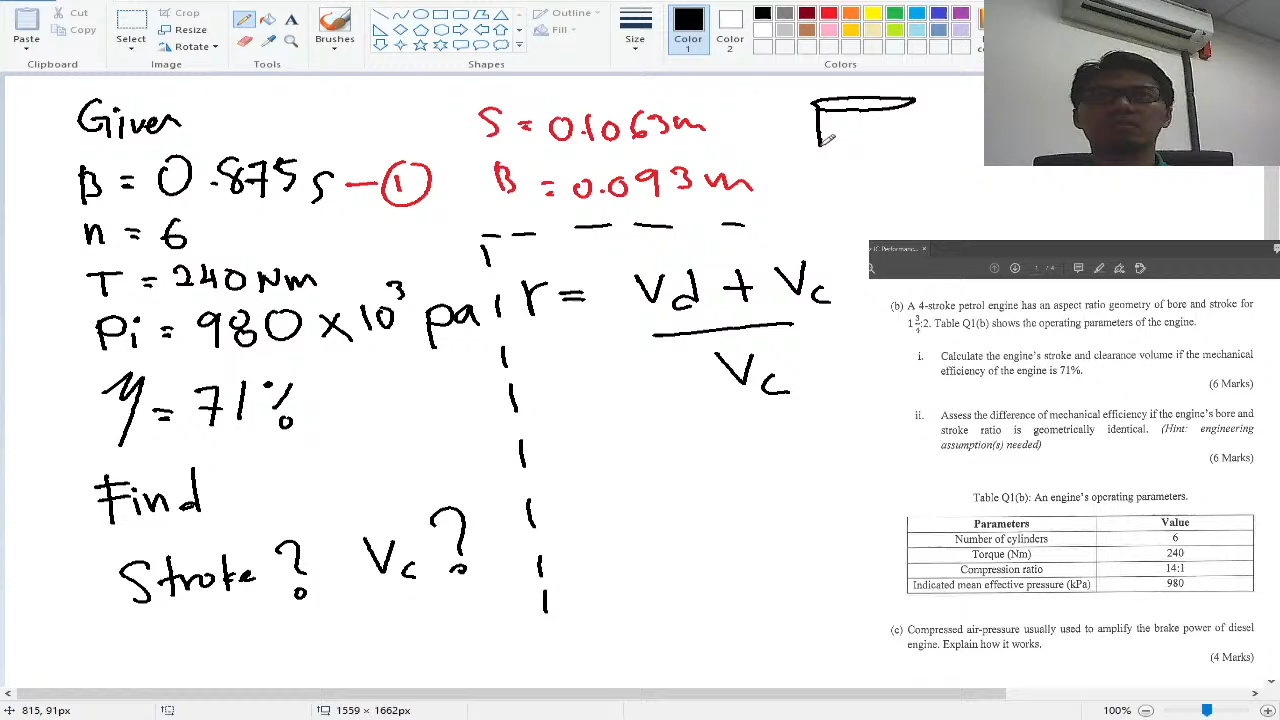 Cut
Copy
Paste
Clipboard
Select
Crop
Resize
Rotate
Image
Tools
Brushes
Shapes
Outline
Fill
Size
Color
1
Color
2
Colors
Given
B = 0.875 S — ①
n = 6
T = 240 Nm
Pi = 980 × 10³ pa
η = 71%
Find
Stroke? Vc?
S = 0.1063m
B = 0.093m
r = Vd + Vc
Vc
IC Performanc...
1 / 4
(b) A 4-stroke petrol engine has an aspect ratio geometry of bore and stroke for
1 3/4:2. Table Q1(b) shows the operating parameters of the engine.
i. Calculate the engine's stroke and clearance volume if the mechanical
efficiency of the engine is 71%.
(6 Marks)
ii. Assess the difference of mechanical efficiency if the engine's bore and
stroke ratio is geometrically identical. (Hint: engineering
assumption(s) needed)
(6 Marks)
Table Q1(b): An engine's operating parameters.
Parameters Value
Number of cylinders 6
Torque (Nm) 240
Compression ratio 14:1
Indicated mean effective pressure (kPa) 980
(c) Compressed air-pressure usually used to amplify the brake power of diesel
engine. Explain how it works.
(4 Marks)
815, 91px
1559 × 1662px
100%